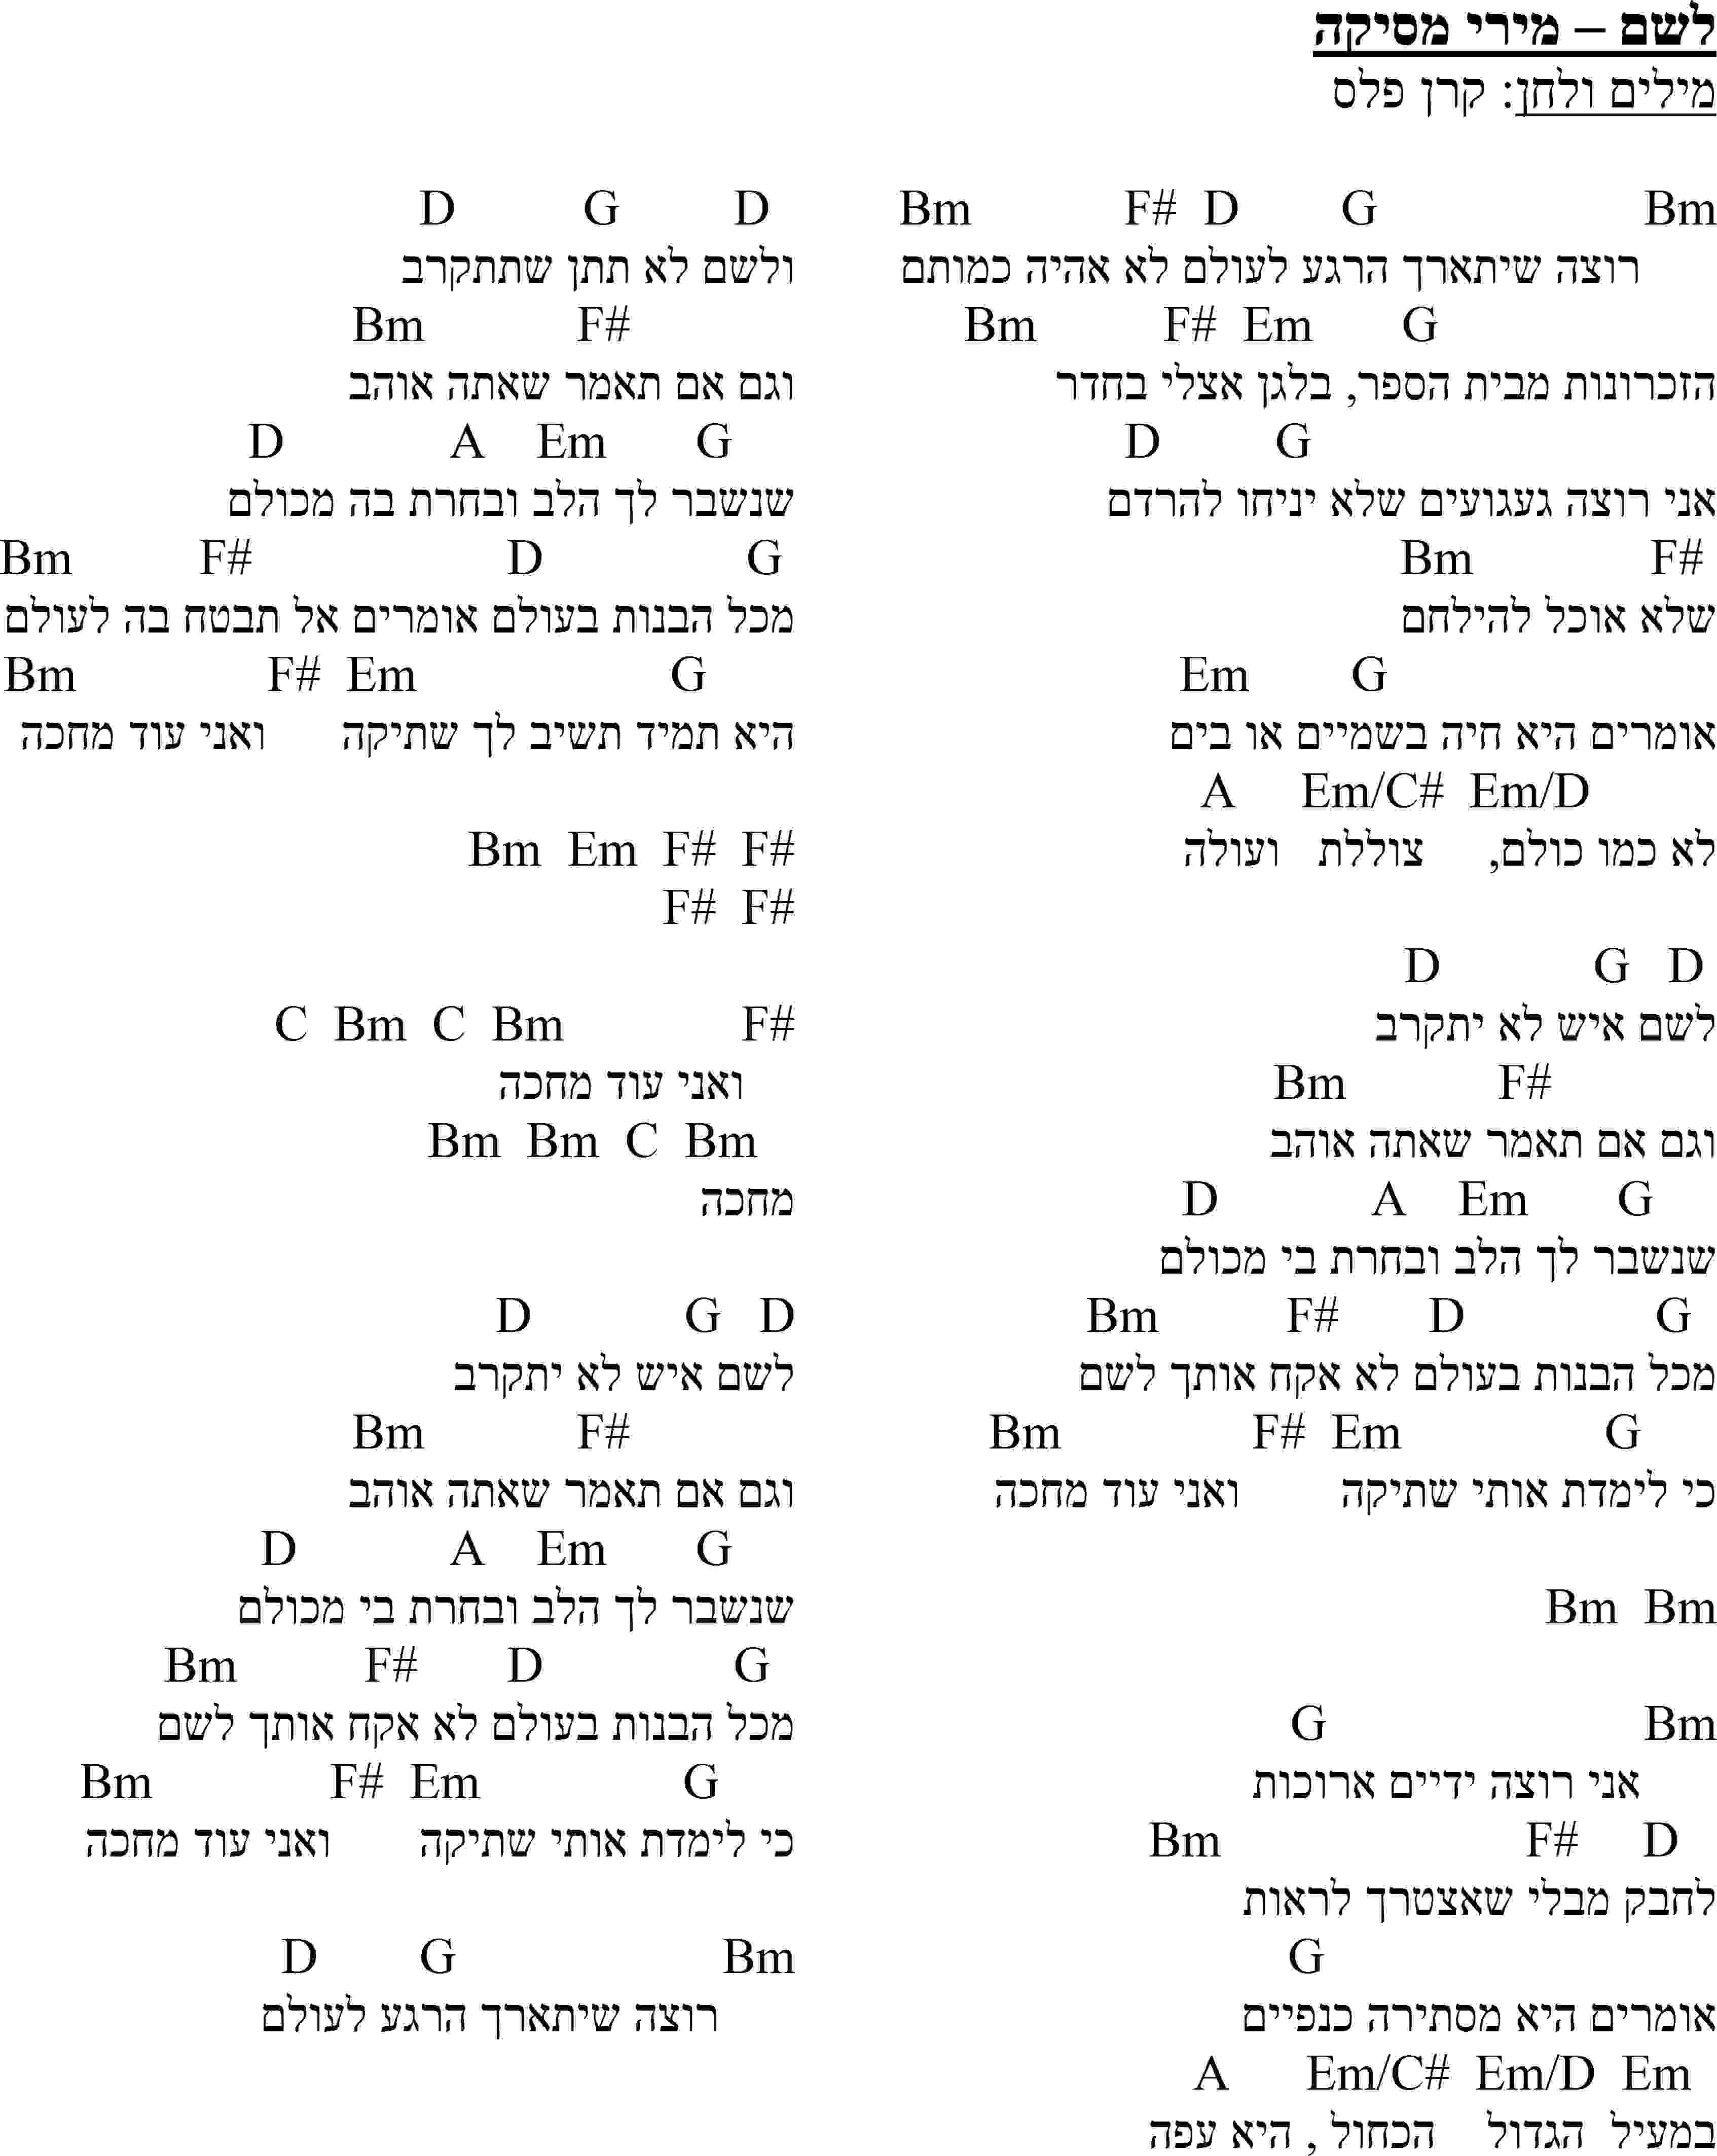 לשם – מירי מסיקה
מילים ולחן: קרן פלס
Bm F# D G Bm
רוצה שיתארך הרגע לעולם לא אהיה כמותם
Bm F# Em G
הזכרונות מבית הספר, בלגן אצלי בחדר
D G
אני רוצה געגועים שלא יניחו להרדם
Bm F#
שלא אוכל להילחם
Em G
אומרים היא חיה בשמיים או בים
A Em/C# Em/D
לא כמו כולם, צוללת ועולה
D G D
לשם איש לא יתקרב
Bm F#
וגם אם תאמר שאתה אוהב
D A Em G
שנשבר לך הלב ובחרת בי מכולם
Bm F# D G
מכל הבנות בעולם לא אקח אותך לשם
Bm F# Em G
כי לימדת אותי שתיקה ואני עוד מחכה
Bm Bm
G Bm
אני רוצה ידיים ארוכות
Bm F# D
לחבק מבלי שאצטרך לראות
G
אומרים היא מסתירה כנפיים
A Em/C# Em/D Em
במעיל הגדול הכחול , היא עפה
D G D
ולשם לא תתן שתתקרב
Bm F#
וגם אם תאמר שאתה אוהב
D A Em G
שנשבר לך הלב ובחרת בה מכולם
Bm F# D G
מכל הבנות בעולם אומרים אל תבטח בה לעולם
Bm F# Em G
היא תמיד תשיב לך שתיקה ואני עוד מחכה
Bm Em F# F#
F# F#
C Bm C Bm F#
ואני עוד מחכה
Bm Bm C Bm
מחכה
D G D
לשם איש לא יתקרב
Bm F#
וגם אם תאמר שאתה אוהב
D A Em G
שנשבר לך הלב ובחרת בי מכולם
Bm F# D G
מכל הבנות בעולם לא אקח אותך לשם
Bm F# Em G
כי לימדת אותי שתיקה ואני עוד מחכה
D G Bm
רוצה שיתארך הרגע לעולם